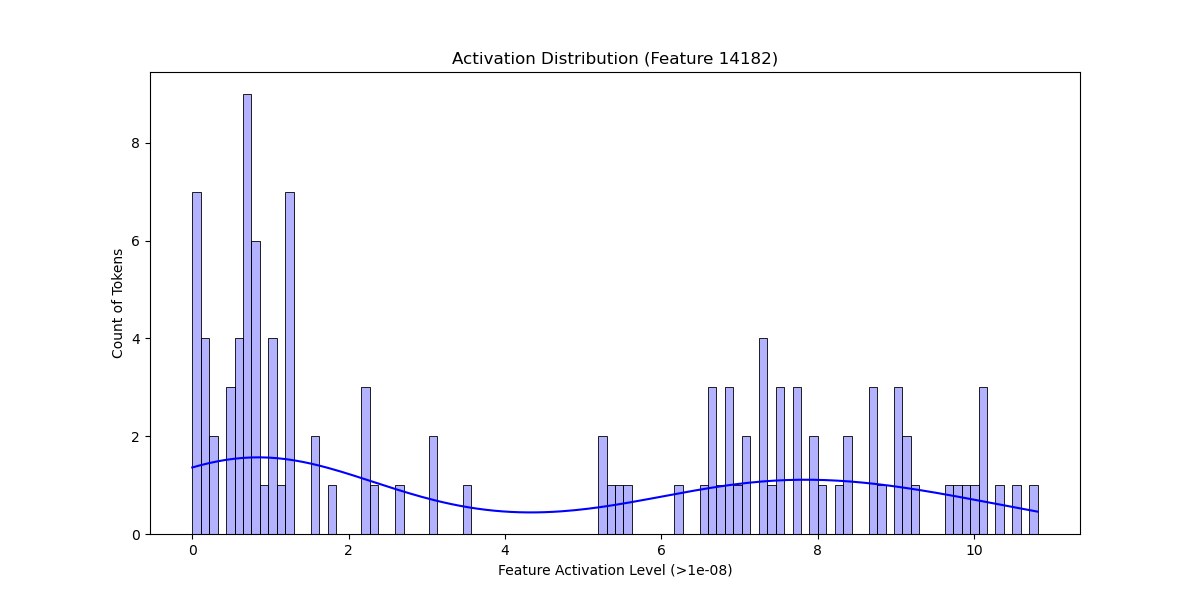 Activation Distribution (Feature 14182)
8
6
4
2
0
Count of Tokens
0 2 4 6 8 10
Feature Activation Level (>1e-08)